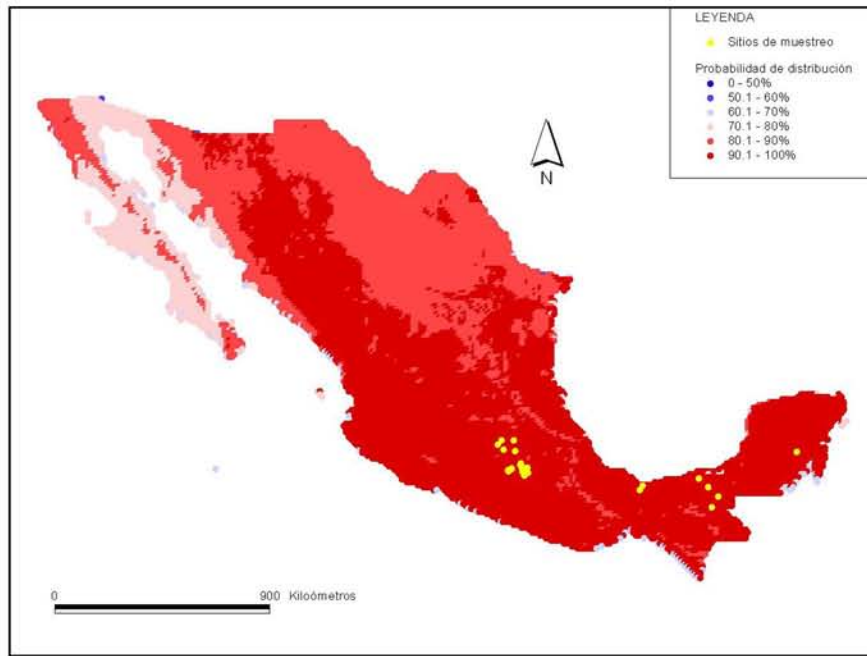 LEYENDA
Sitios de muestreo
Probabilidad de distribución
0 - 50%
50.1 - 60%
60.1 - 70%
70.1 - 80%
80.1 - 90%
90.1 - 100%
N
0 900 Kiloómetros